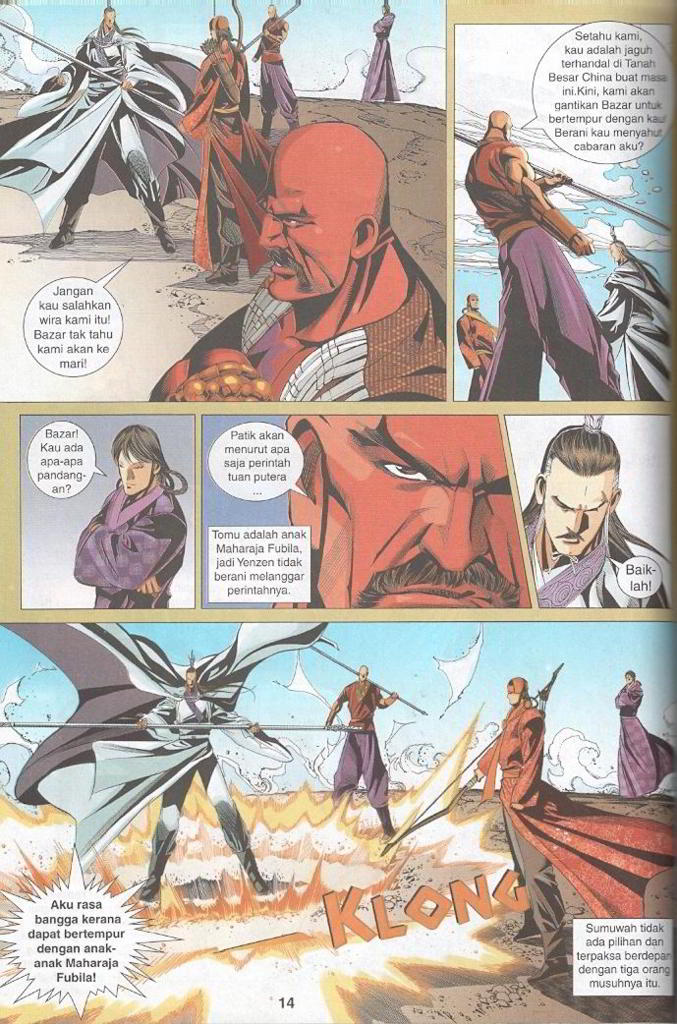 Jangan
kau salahkan
wira kami itu!
Bazar tak tahu
kami akan ke
mari!
Setahu kami,
kau adalah jaguh
terhandal di Tanah
Besar China buat masa
ini.Kini, kami akan
gantikan Bazar untuk
bertempur dengan kau!
Berani kau menyahut
cabaran aku?
Bazar!
Kau ada
apa-apa
pandang-
an?
Patik akan
menurut apa
saja perintah
tuan putera
...
Tomu adalah anak
Maharaja Fubila,
jadi Yenzen tidak
berani melanggar
perintahnya.
Baik-
lah!
Aku rasa
bangga kerana
dapat bertempur
dengan anak-
anak Maharaja
Fubila!
KLONG
Sumuwah tidak
ada pilihan dan
terpaksa berdepan
dengan tiga orang
musuhnya itu.
14